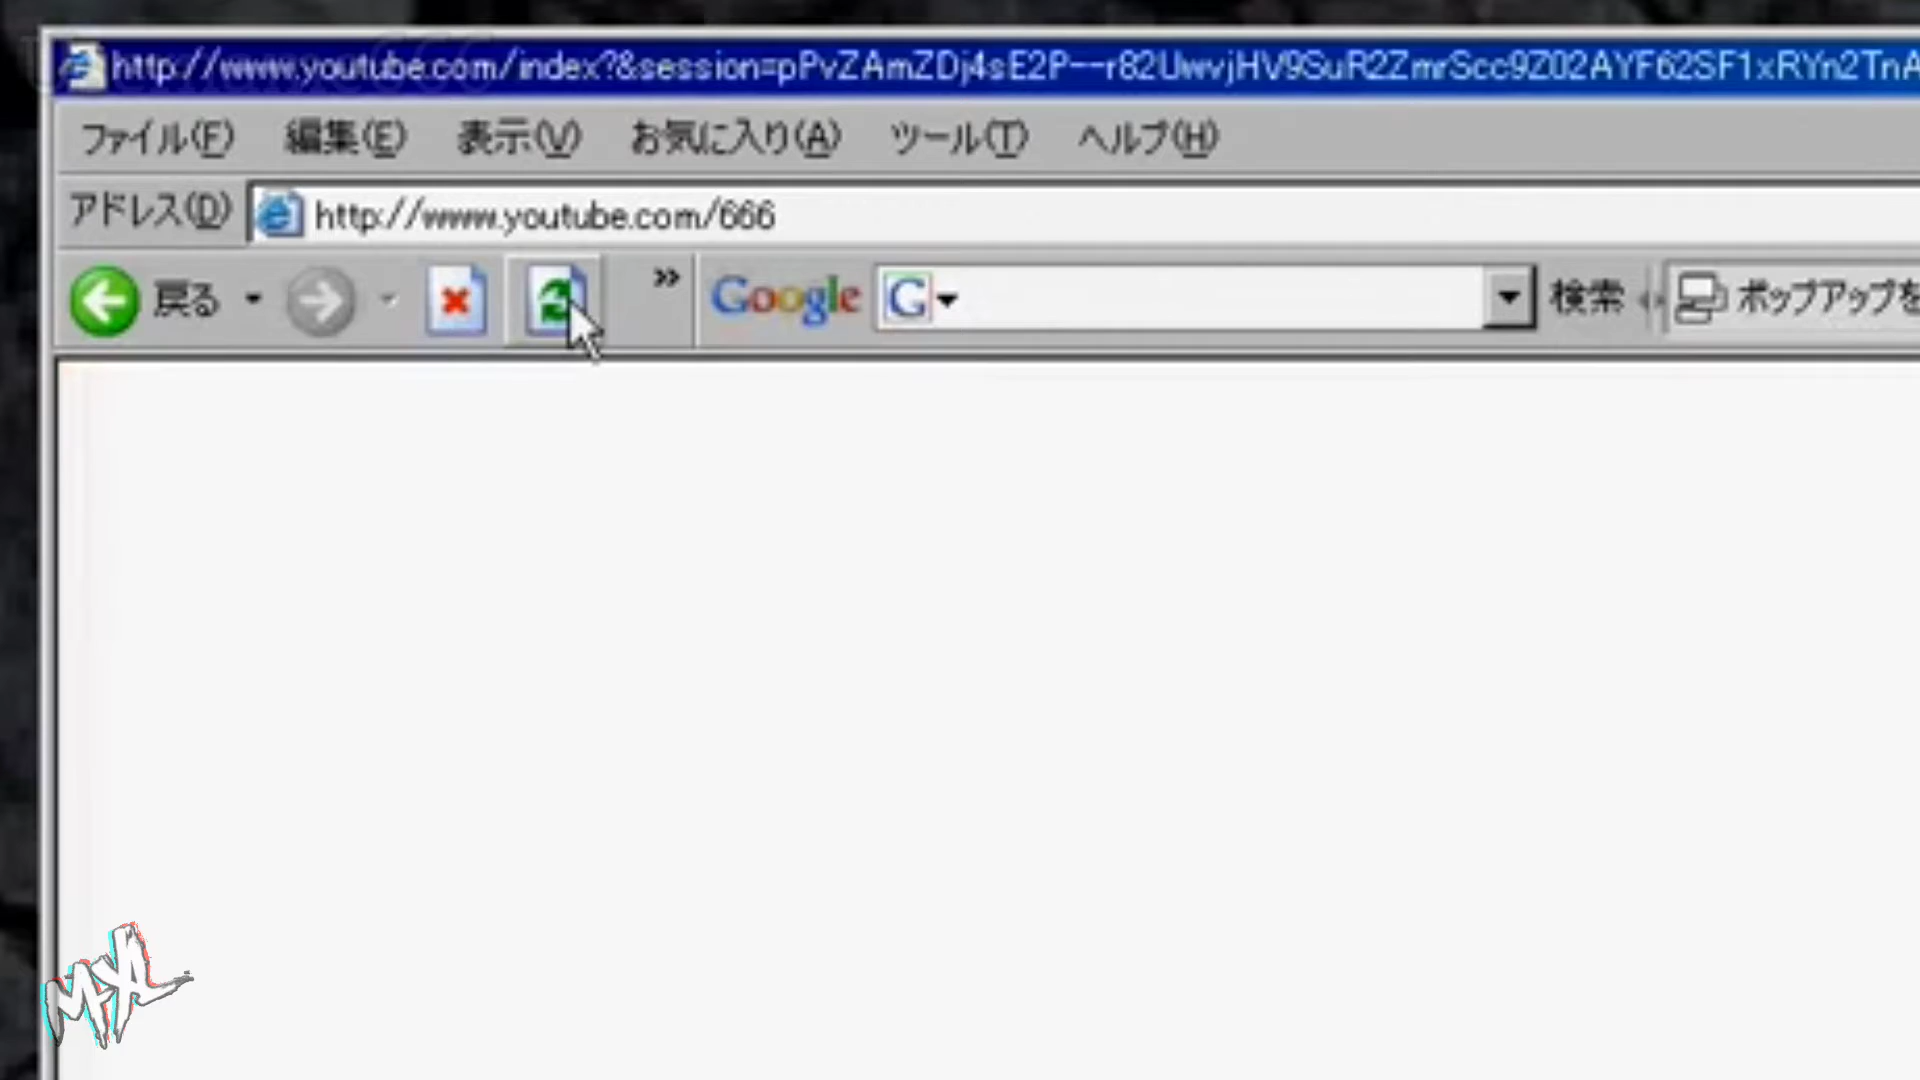 http://www.youtube.com/index?&session=pPvZAmZDj4sE2P--r82UwvjHV9SuR2ZmrScc9Z02AYF62SF1xRYn2TnA
ファイル(F) 編集(E) 表示(V) お気に入り(A) ツール(T) ヘルプ(H)
アドレス(D) http://www.youtube.com/666
戻る » Google G 検索 ポップアップを